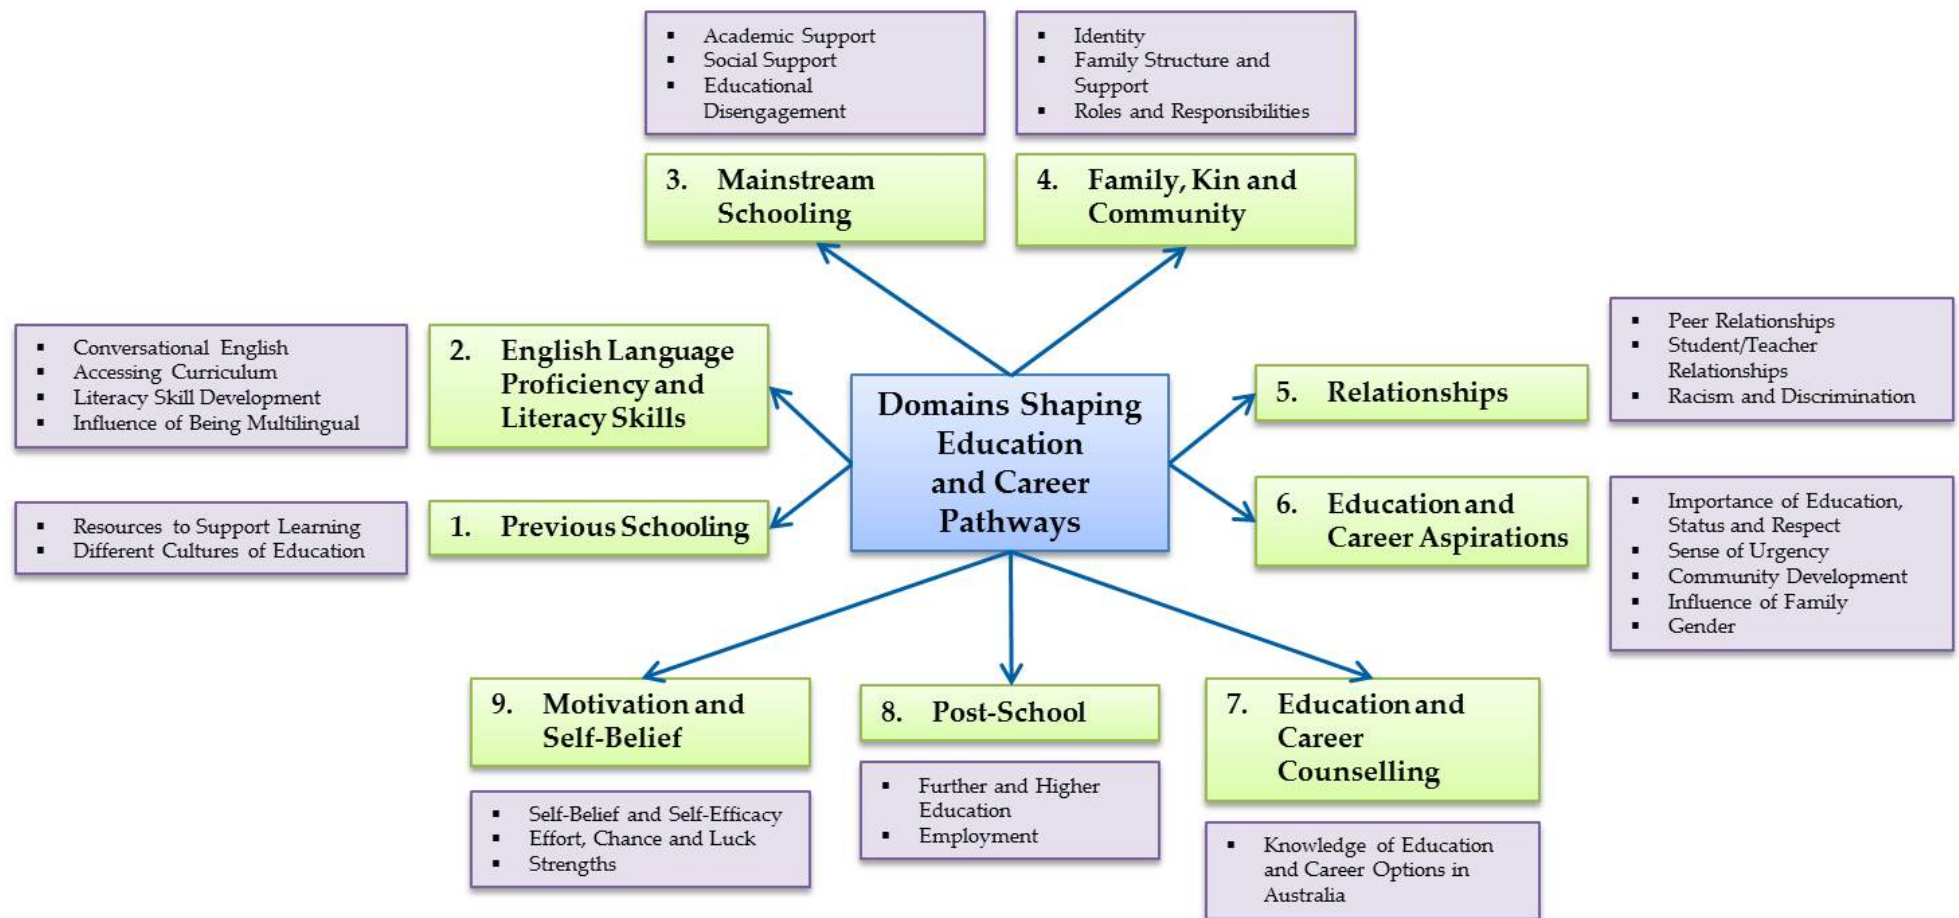 Domains Shaping
Education
and Career
Pathways
1. Previous Schooling
▪ Resources to Support Learning
▪ Different Cultures of Education
2. English Language
Proficiency and
Literacy Skills
▪ Conversational English
▪ Accessing Curriculum
▪ Literacy Skill Development
▪ Influence of Being Multilingual
3. Mainstream
Schooling
▪ Academic Support
▪ Social Support
▪ Educational
Disengagement
4. Family, Kin and
Community
▪ Identity
▪ Family Structure and
Support
▪ Roles and Responsibilities
5. Relationships
▪ Peer Relationships
▪ Student/Teacher
Relationships
▪ Racism and Discrimination
6. Education and
Career Aspirations
▪ Importance of Education,
Status and Respect
▪ Sense of Urgency
▪ Community Development
▪ Influence of Family
▪ Gender
7. Education and
Career
Counselling
▪ Knowledge of Education
and Career Options in
Australia
8. Post-School
▪ Further and Higher
Education
▪ Employment
9. Motivation and
Self-Belief
▪ Self-Belief and Self-Efficacy
▪ Effort, Chance and Luck
▪ Strengths